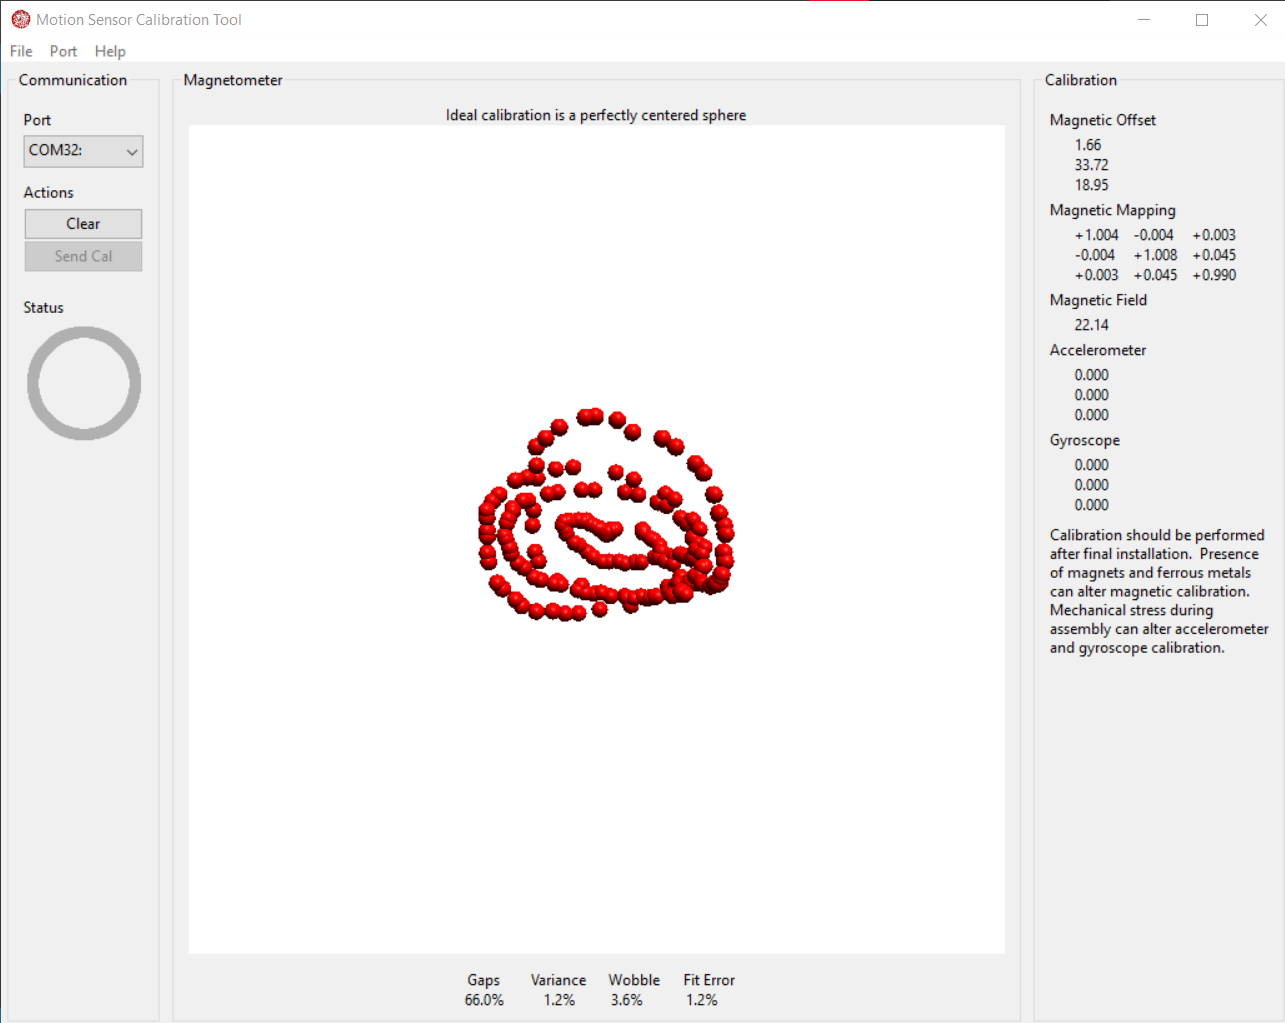 Motion Sensor Calibration Tool
File Port Help
Communication
Port
COM32:
Actions
Clear
Send Cal
Status
Magnetometer
Ideal calibration is a perfectly centered sphere
Gaps Variance Wobble Fit Error
66.0% 1.2% 3.6% 1.2%
Calibration
Magnetic Offset
1.66
33.72
18.95
Magnetic Mapping
+1.004 -0.004 +0.003
-0.004 +1.008 +0.045
+0.003 +0.045 +0.990
Magnetic Field
22.14
Accelerometer
0.000
0.000
0.000
Gyroscope
0.000
0.000
0.000
Calibration should be performed
after final installation. Presence
of magnets and ferrous metals
can alter magnetic calibration.
Mechanical stress during
assembly can alter accelerometer
and gyroscope calibration.